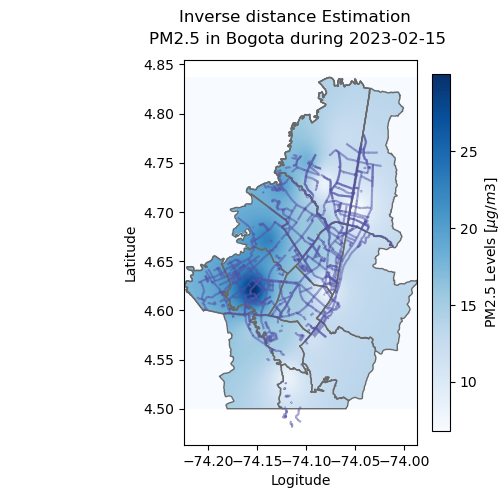 Inverse distance Estimation
PM2.5 in Bogota during 2023-02-15
4.85
4.80
4.75
4.70
4.65
4.60
4.55
4.50
Latitude
−74.20 −74.15 −74.10 −74.05 −74.00
Logitude
25
20
15
10
PM2.5 Levels [μg/m3]